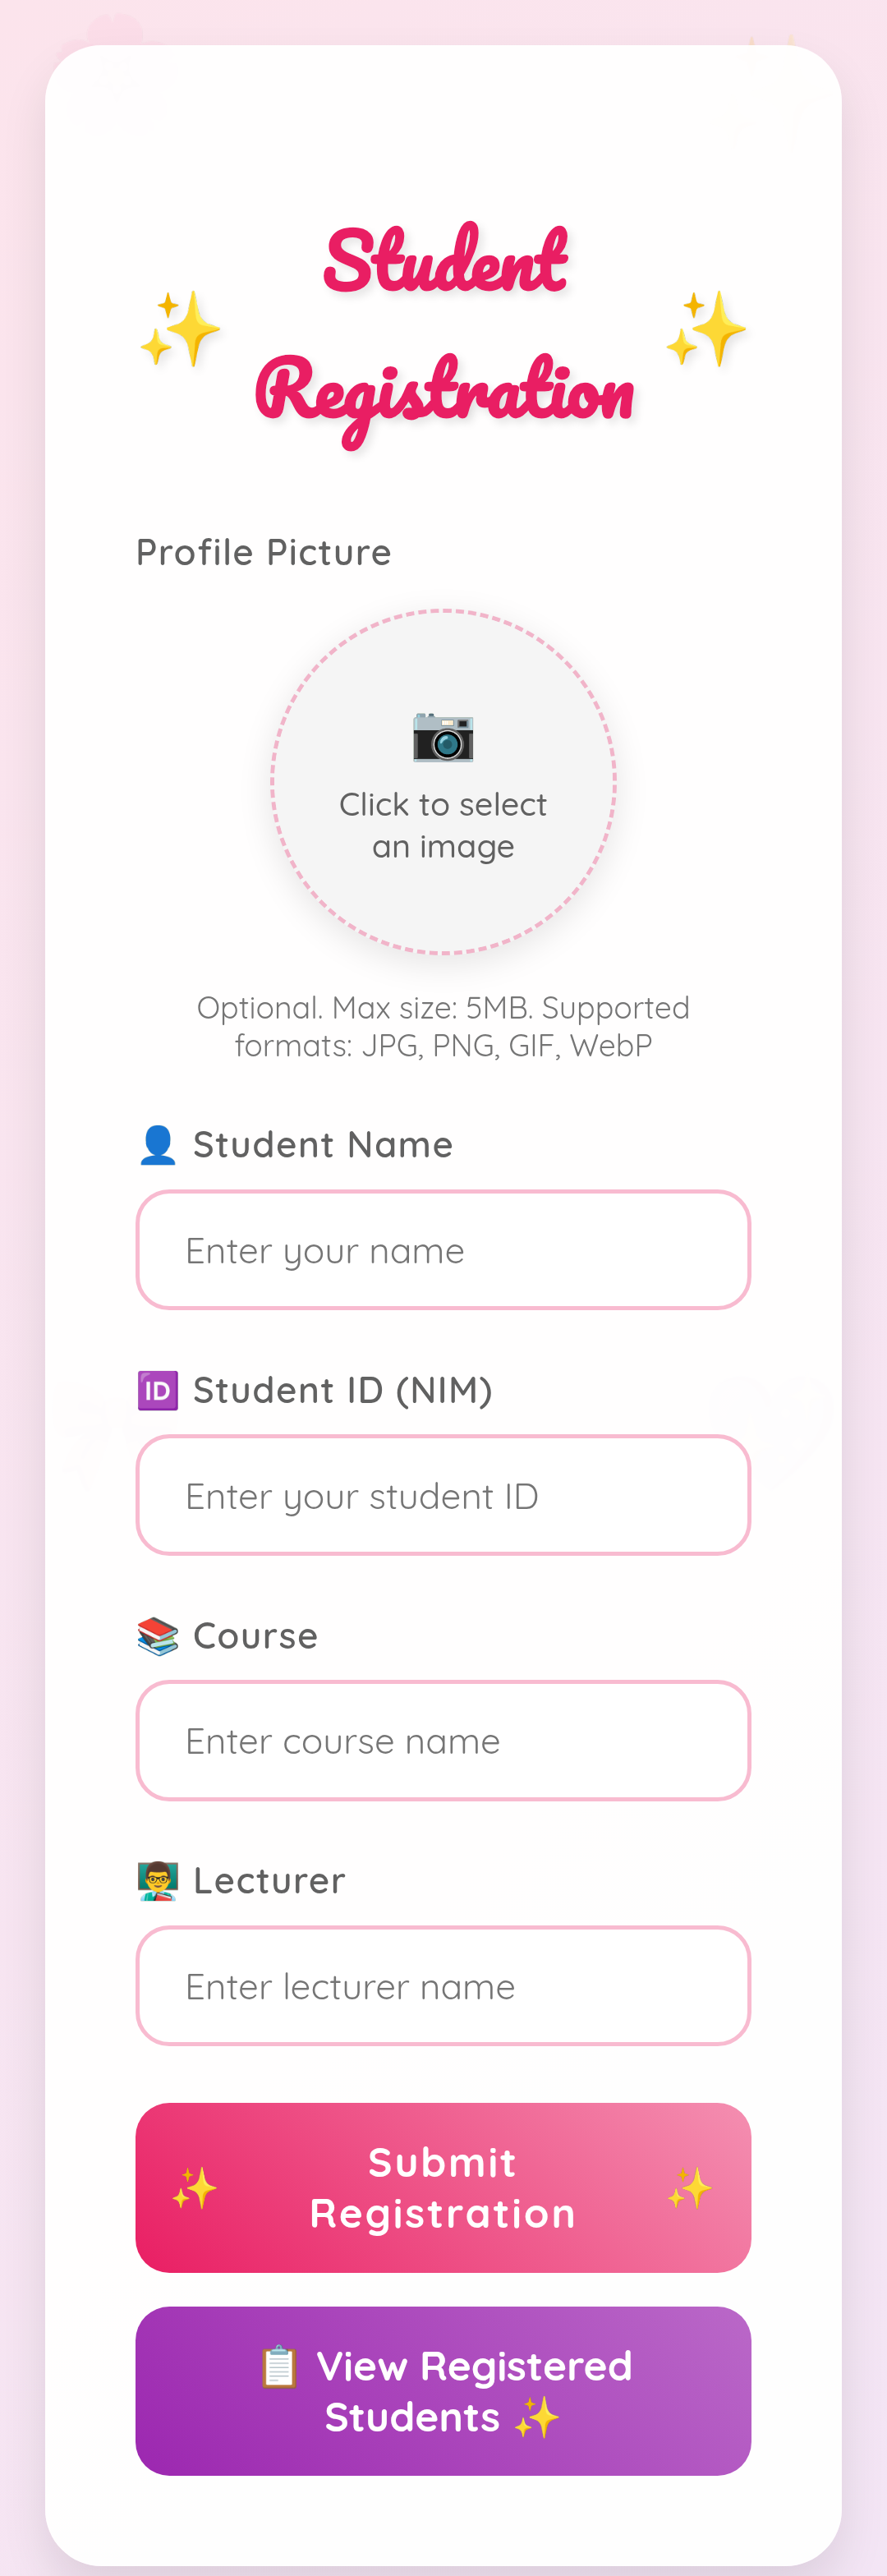 Student
Registration
Profile Picture
Click to select
an image
Optional. Max size: 5MB. Supported
formats: JPG, PNG, GIF, WebP
Student Name
Enter your name
🆔 Student ID (NIM)
Enter your student ID
Course
Enter course name
Lecturer
Enter lecturer name
Submit
Registration
View Registered
Students